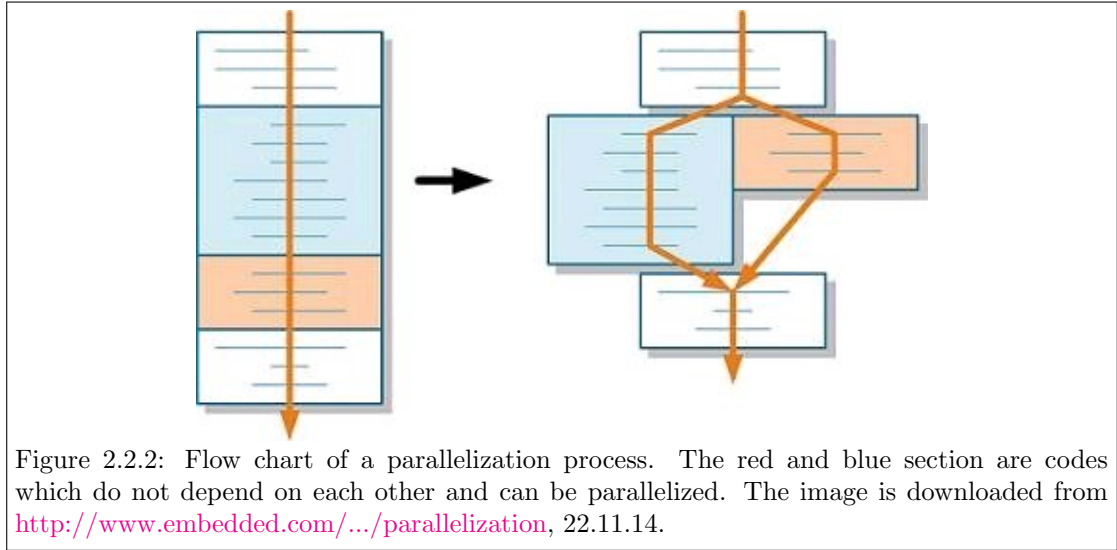 Figure 2.2.2: Flow chart of a parallelization process. The red and blue section are codes
which do not depend on each other and can be parallelized. The image is downloaded from
http://www.embedded.com/.../parallelization, 22.11.14.